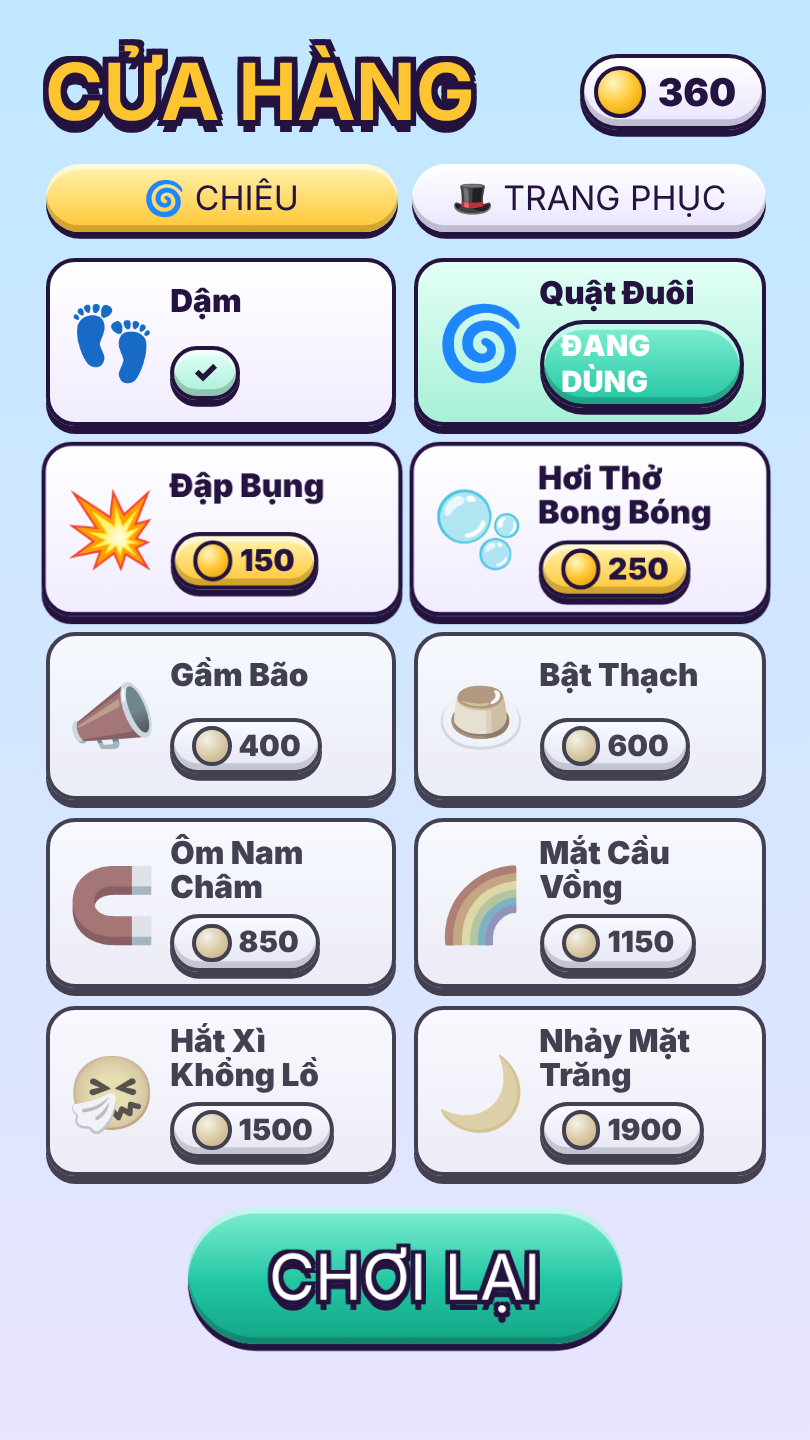 CỬA HÀNG
360
CHIÊU
TRANG PHỤC
Dậm
Quật Đuôi
ĐANG
DÙNG
Đập Bụng
150
Hơi Thở
Bong Bóng
250
Gầm Bão
400
Bật Thạch
600
Ôm Nam
Châm
850
Mắt Cầu
Vồng
1150
Hắt Xì
Khổng Lồ
1500
Nhảy Mặt
Trăng
1900
CHƠI LẠI